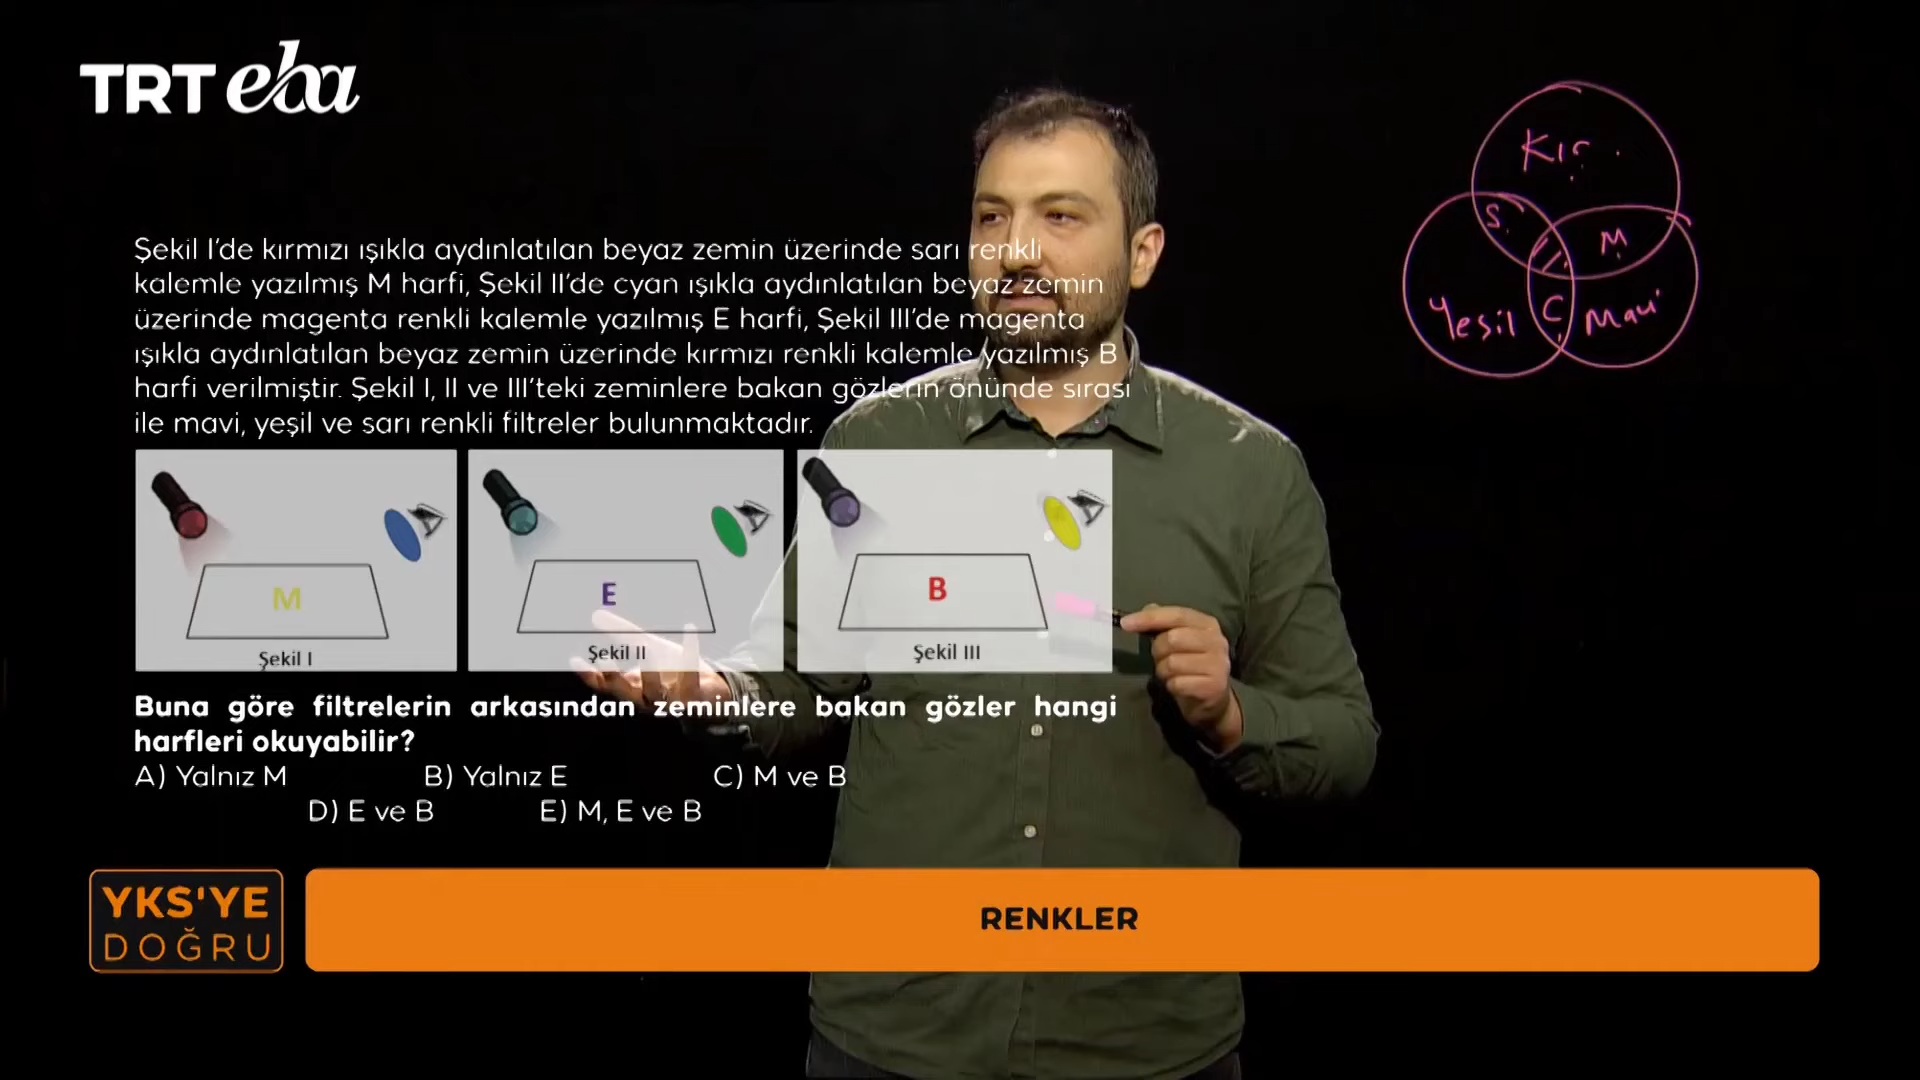 TRT eba
Kır.
S.
M
Yeşil
C
Mavi
Şekil I'de kırmızı ışıkla aydınlatılan beyaz zemin üzerinde sarı renkli
kalemle yazılmış M harfi, Şekil II'de cyan ışıkla aydınlatılan beyaz zemin
üzerinde magenta renkli kalemle yazılmış E harfi, Şekil III'de magenta
ışıkla aydınlatılan beyaz zemin üzerinde kırmızı renkli kalemle yazılmış B
harfi verilmiştir. Şekil I, II ve III'teki zeminlere bakan gözlerin önünde sırası
ile mavi, yeşil ve sarı renkli filtreler bulunmaktadır.
M
E
B
Şekil I
Şekil II
Şekil III
Buna göre filtrelerin arkasından zeminlere bakan gözler hangi
harfleri okuyabilir?
A) Yalnız M B) Yalnız E C) M ve B
D) E ve B E) M, E ve B
YKS'YE
DOĞRU
RENKLER